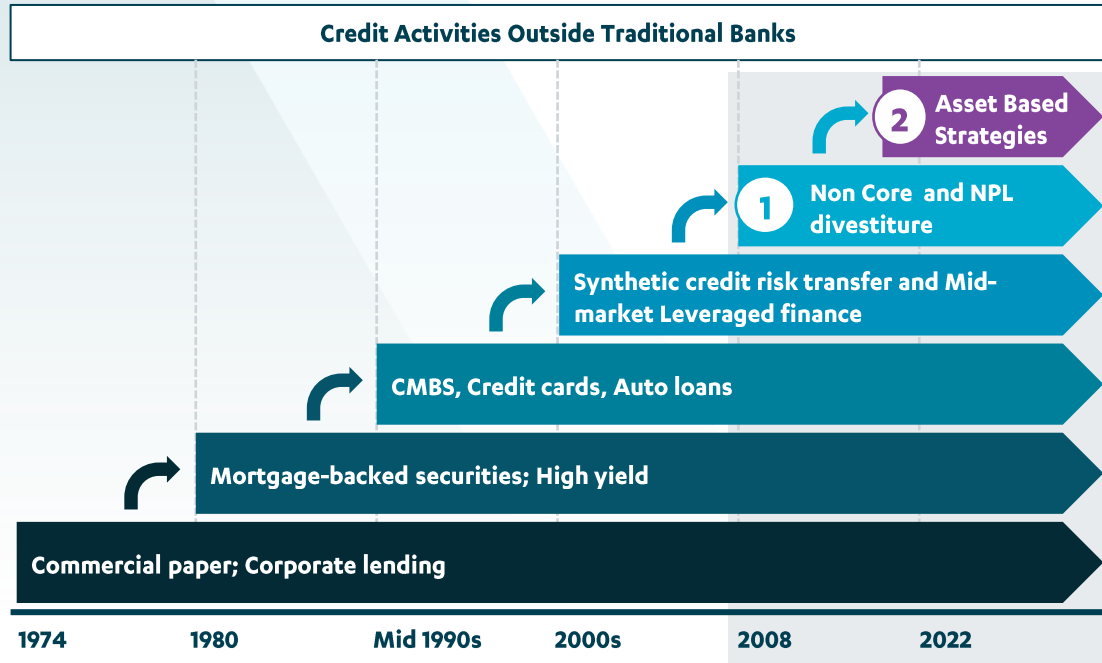 Credit Activities Outside Traditional Banks
2
Asset Based
Strategies
1
Non Core and NPL
divestiture
Synthetic credit risk transfer and Mid-
market Leveraged finance
CMBS, Credit cards, Auto loans
Mortgage-backed securities; High yield
Commercial paper; Corporate lending
1974
1980
Mid 1990s
2000s
2008
2022